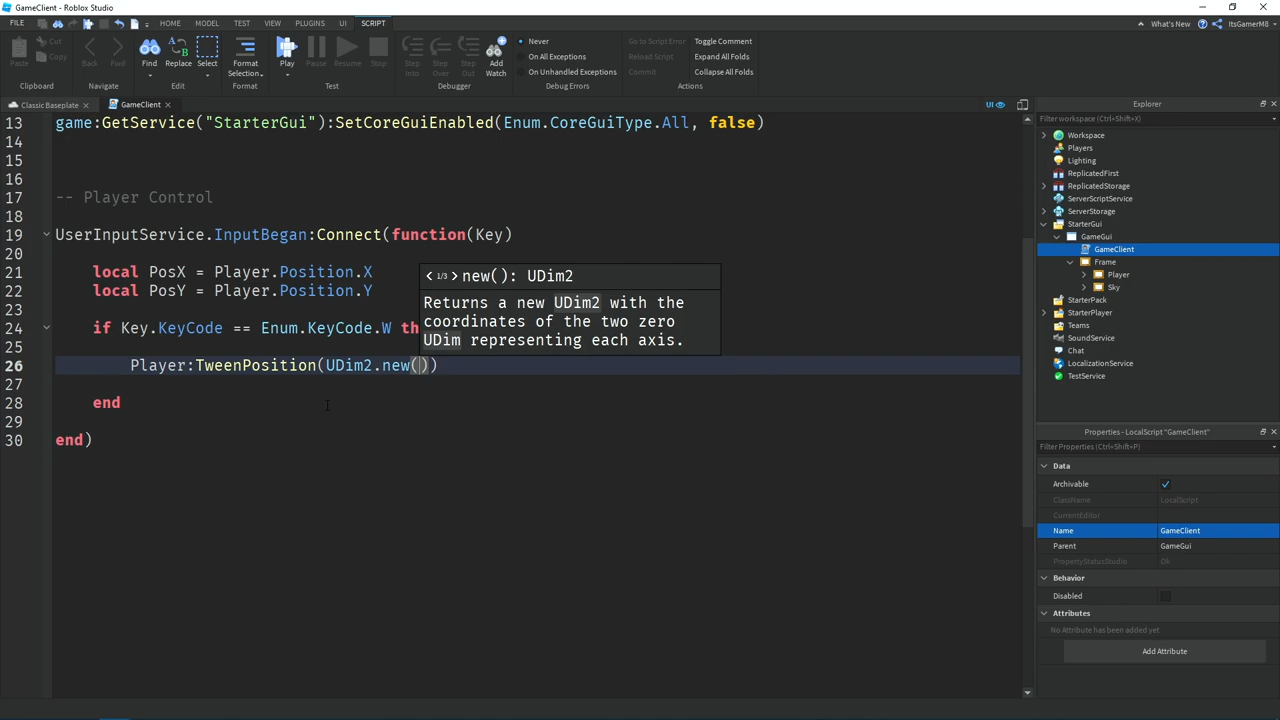 GameClient - Roblox Studio
FILE HOME MODEL TEST VIEW PLUGINS UI SCRIPT What's New ItsGamerM8
Paste Cut Copy
Back Fwd
Find Replace Select
Format Selection
Play Pause Resume Stop
Step Into Step Over Step Out Add Watch
Never
On All Exceptions
On Unhandled Exceptions
Go to Script Error
Reload Script
Commit
Toggle Comment
Expand All Folds
Collapse All Folds
Clipboard Navigate Edit Format Test Debugger Debug Errors Actions
Classic Baseplate GameClient UI
13 game:GetService("StarterGui"):SetCoreGuiEnabled(Enum.CoreGuiType.All, false)
14
15
16
17 -- Player Control
18
19 UserInputService.InputBegan:Connect(function(Key)
20
21 local PosX = Player.Position.X
22 local PosY = Player.Position.Y
23
24 if Key.KeyCode == Enum.KeyCode.W th
25
26 Player:TweenPosition(UDim2.new())
27
28 end
29
30 end)
< 1/3 > new(): UDim2
Returns a new UDim2 with the
coordinates of the two zero
UDim representing each axis.
Explorer
Filter workspace (Ctrl+Shift+X)
Workspace
Players
Lighting
ReplicatedFirst
ReplicatedStorage
ServerScriptService
ServerStorage
StarterGui
GameGui
GameClient
Frame
Player
Sky
StarterPack
StarterPlayer
Teams
SoundService
Chat
LocalizationService
TestService
Properties - LocalScript "GameClient"
Filter Properties (Ctrl+Shift+P)
Data
Archivable
ClassName LocalScript
CurrentEditor
Name GameClient
Parent GameGui
PropertyStatusStudio Ok
Behavior
Disabled
Attributes
No Attribute has been added yet
Add Attribute